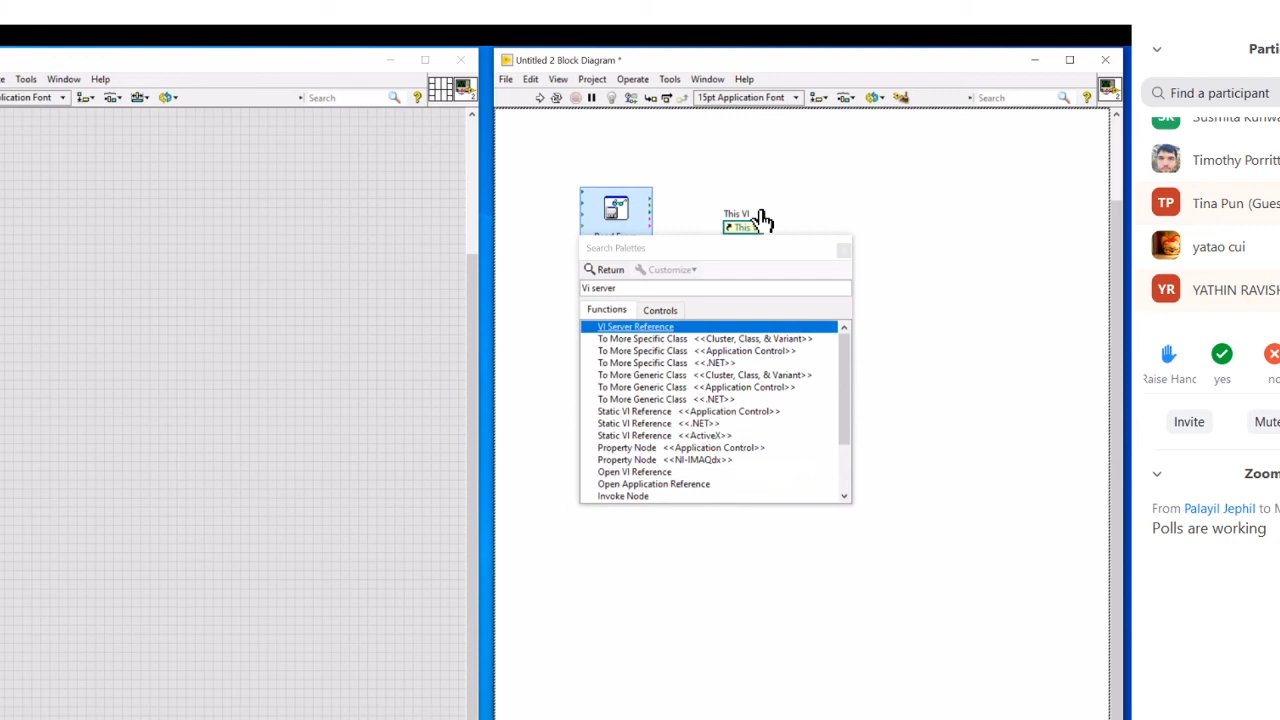 Untitled 2 Block Diagram *
Tools Window Help
File Edit View Project Operate Tools Window Help
Application Font
Search
2
15pt Application Font
Search
2
This VI
This
Search Palettes
Return
Customize
Vi server
Functions
Controls
VI Server Reference
To More Specific Class <<Cluster, Class, & Variant>>
To More Specific Class <<Application Control>>
To More Specific Class <<.NET>>
To More Generic Class <<Cluster, Class, & Variant>>
To More Generic Class <<Application Control>>
To More Generic Class <<.NET>>
Static VI Reference <<Application Control>>
Static VI Reference <<.NET>>
Static VI Reference <<ActiveX>>
Property Node <<Application Control>>
Property Node <<NI-IMAQdx>>
Open VI Reference
Open Application Reference
Invoke Node
Parti
Find a participant
Timothy Porritt
TP Tina Pun (Gues
yatao cui
YR YATHIN RAVISH
Raise Hand
yes
no
Invite
Mute
Zoom
From Palayil Jephil to M
Polls are working